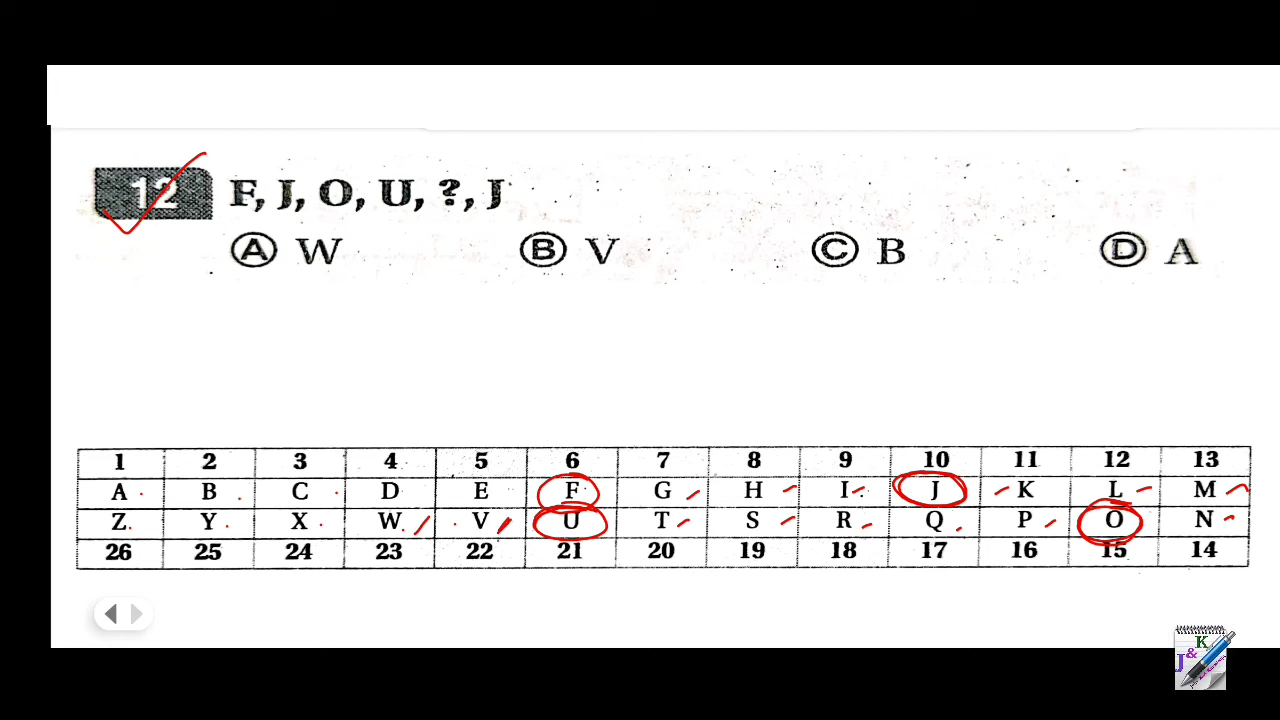 12 F, J, O, U, ?, J
A W B V C B D A
1 2 3 4 5 6 7 8 9 10 11 12 13
A B C D E F G H I J K L M
Z Y X W V U T S R Q P O N
26 25 24 23 22 21 20 19 18 17 16 15 14
J & K